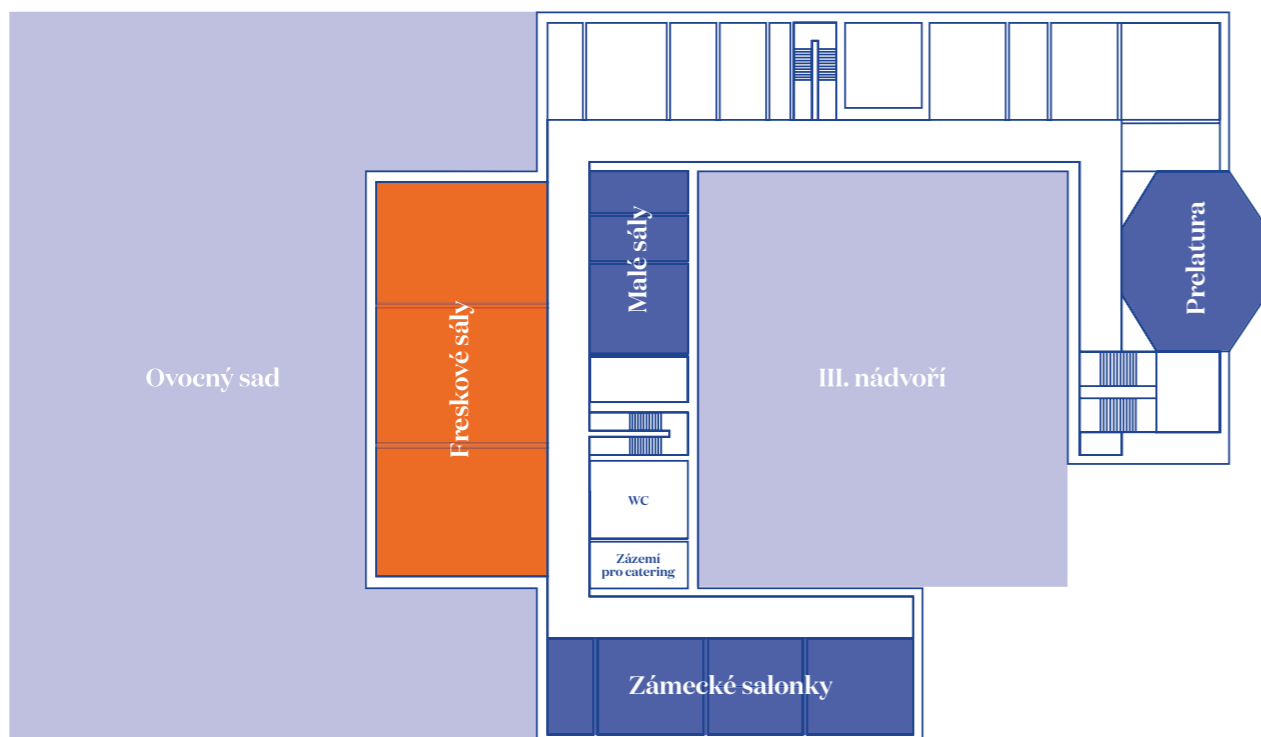 Ovocný sad
Freskové sály
Malé sály
III. nádvoří
Prelatura
WC
Zázemí
pro catering
Zámecké salonky